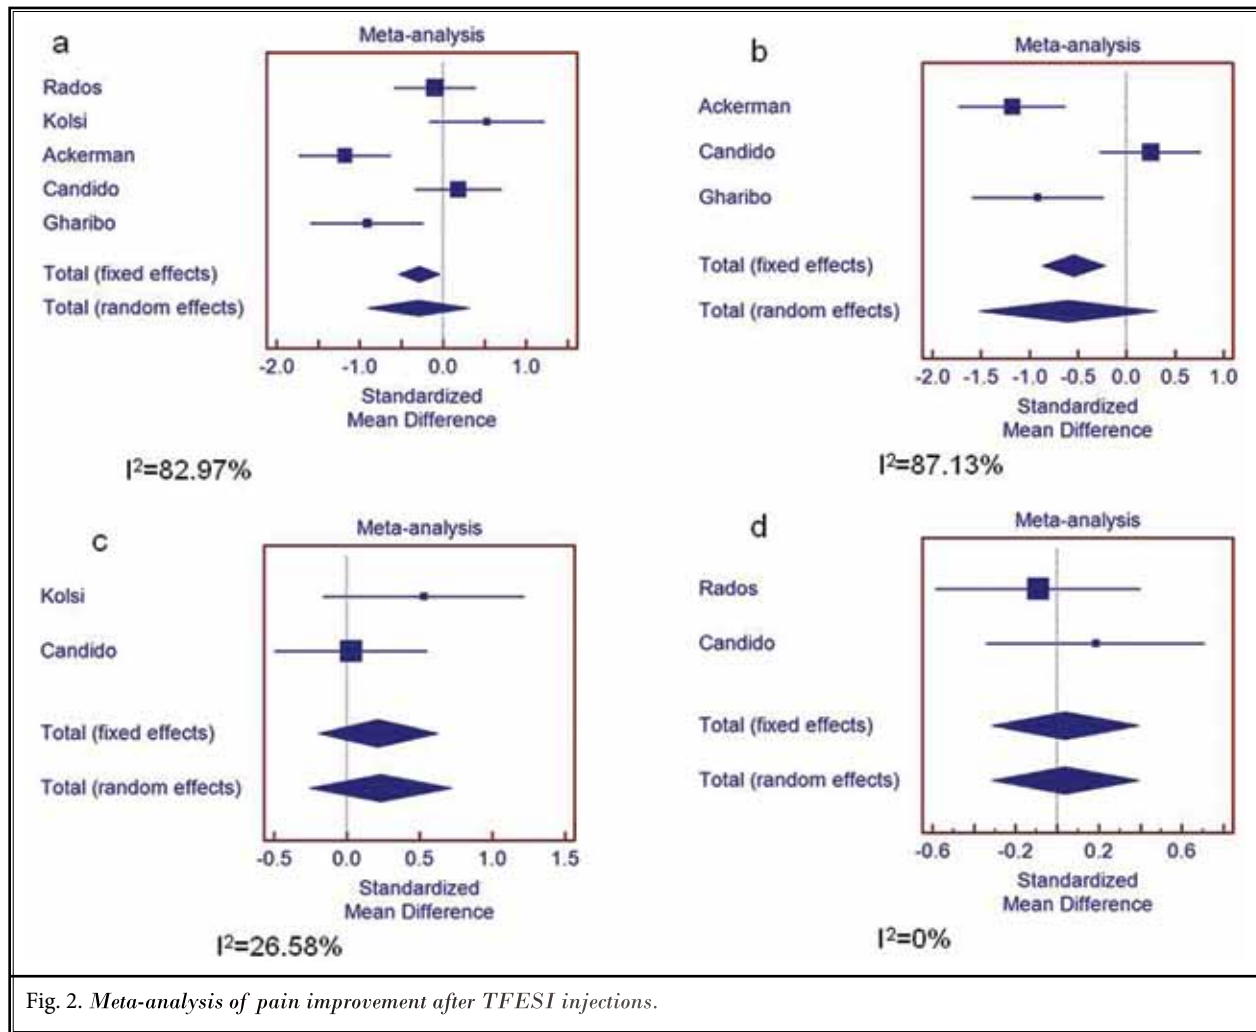 a
Meta-analysis
Rados
Kolsi
Ackerman
Candido
Gharibo
Total (fixed effects)
Total (random effects)
-2.0 -1.0 0.0 1.0
Standardized
Mean Difference
I²=82.97%
b
Meta-analysis
Ackerman
Candido
Gharibo
Total (fixed effects)
Total (random effects)
-2.0 -1.5 -1.0 -0.5 0.0 0.5 1.0
Standardized
Mean Difference
I²=87.13%
c
Meta-analysis
Kolsi
Candido
Total (fixed effects)
Total (random effects)
-0.5 0.0 0.5 1.0 1.5
Standardized
Mean Difference
I²=26.58%
d
Meta-analysis
Rados
Candido
Total (fixed effects)
Total (random effects)
-0.6 -0.2 0.2 0.6
Standardized
Mean Difference
I²=0%
Fig. 2. Meta-analysis of pain improvement after TFESI injections.